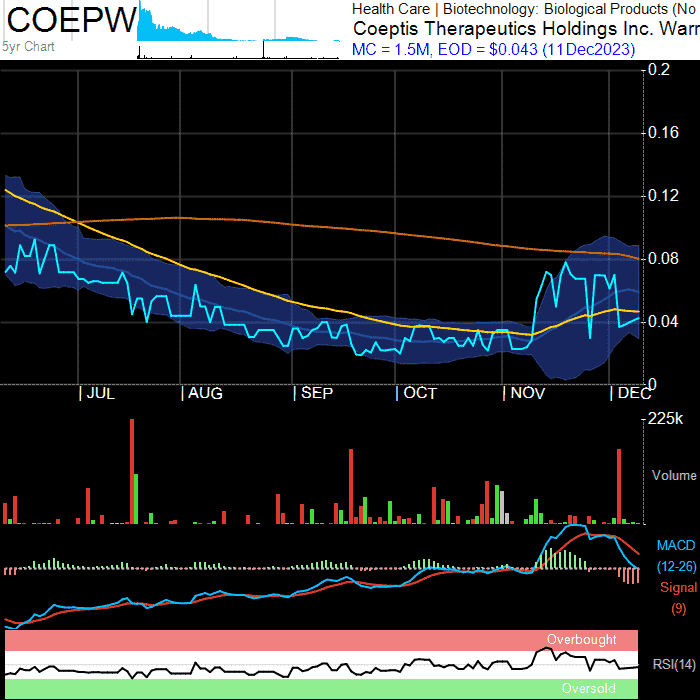 COEPW
5yr Chart
Health Care | Biotechnology: Biological Products (No
Coeptis Therapeutics Holdings Inc. Warr
MC = 1.5M, EOD = $0.043 (11Dec2023)
0.2
0.16
0.12
0.08
0.04
0
| JUL | AUG | SEP | OCT | NOV | DEC
225k
Volume
MACD
(12-26)
Signal
(9)
Overbought
RSI(14)
Oversold